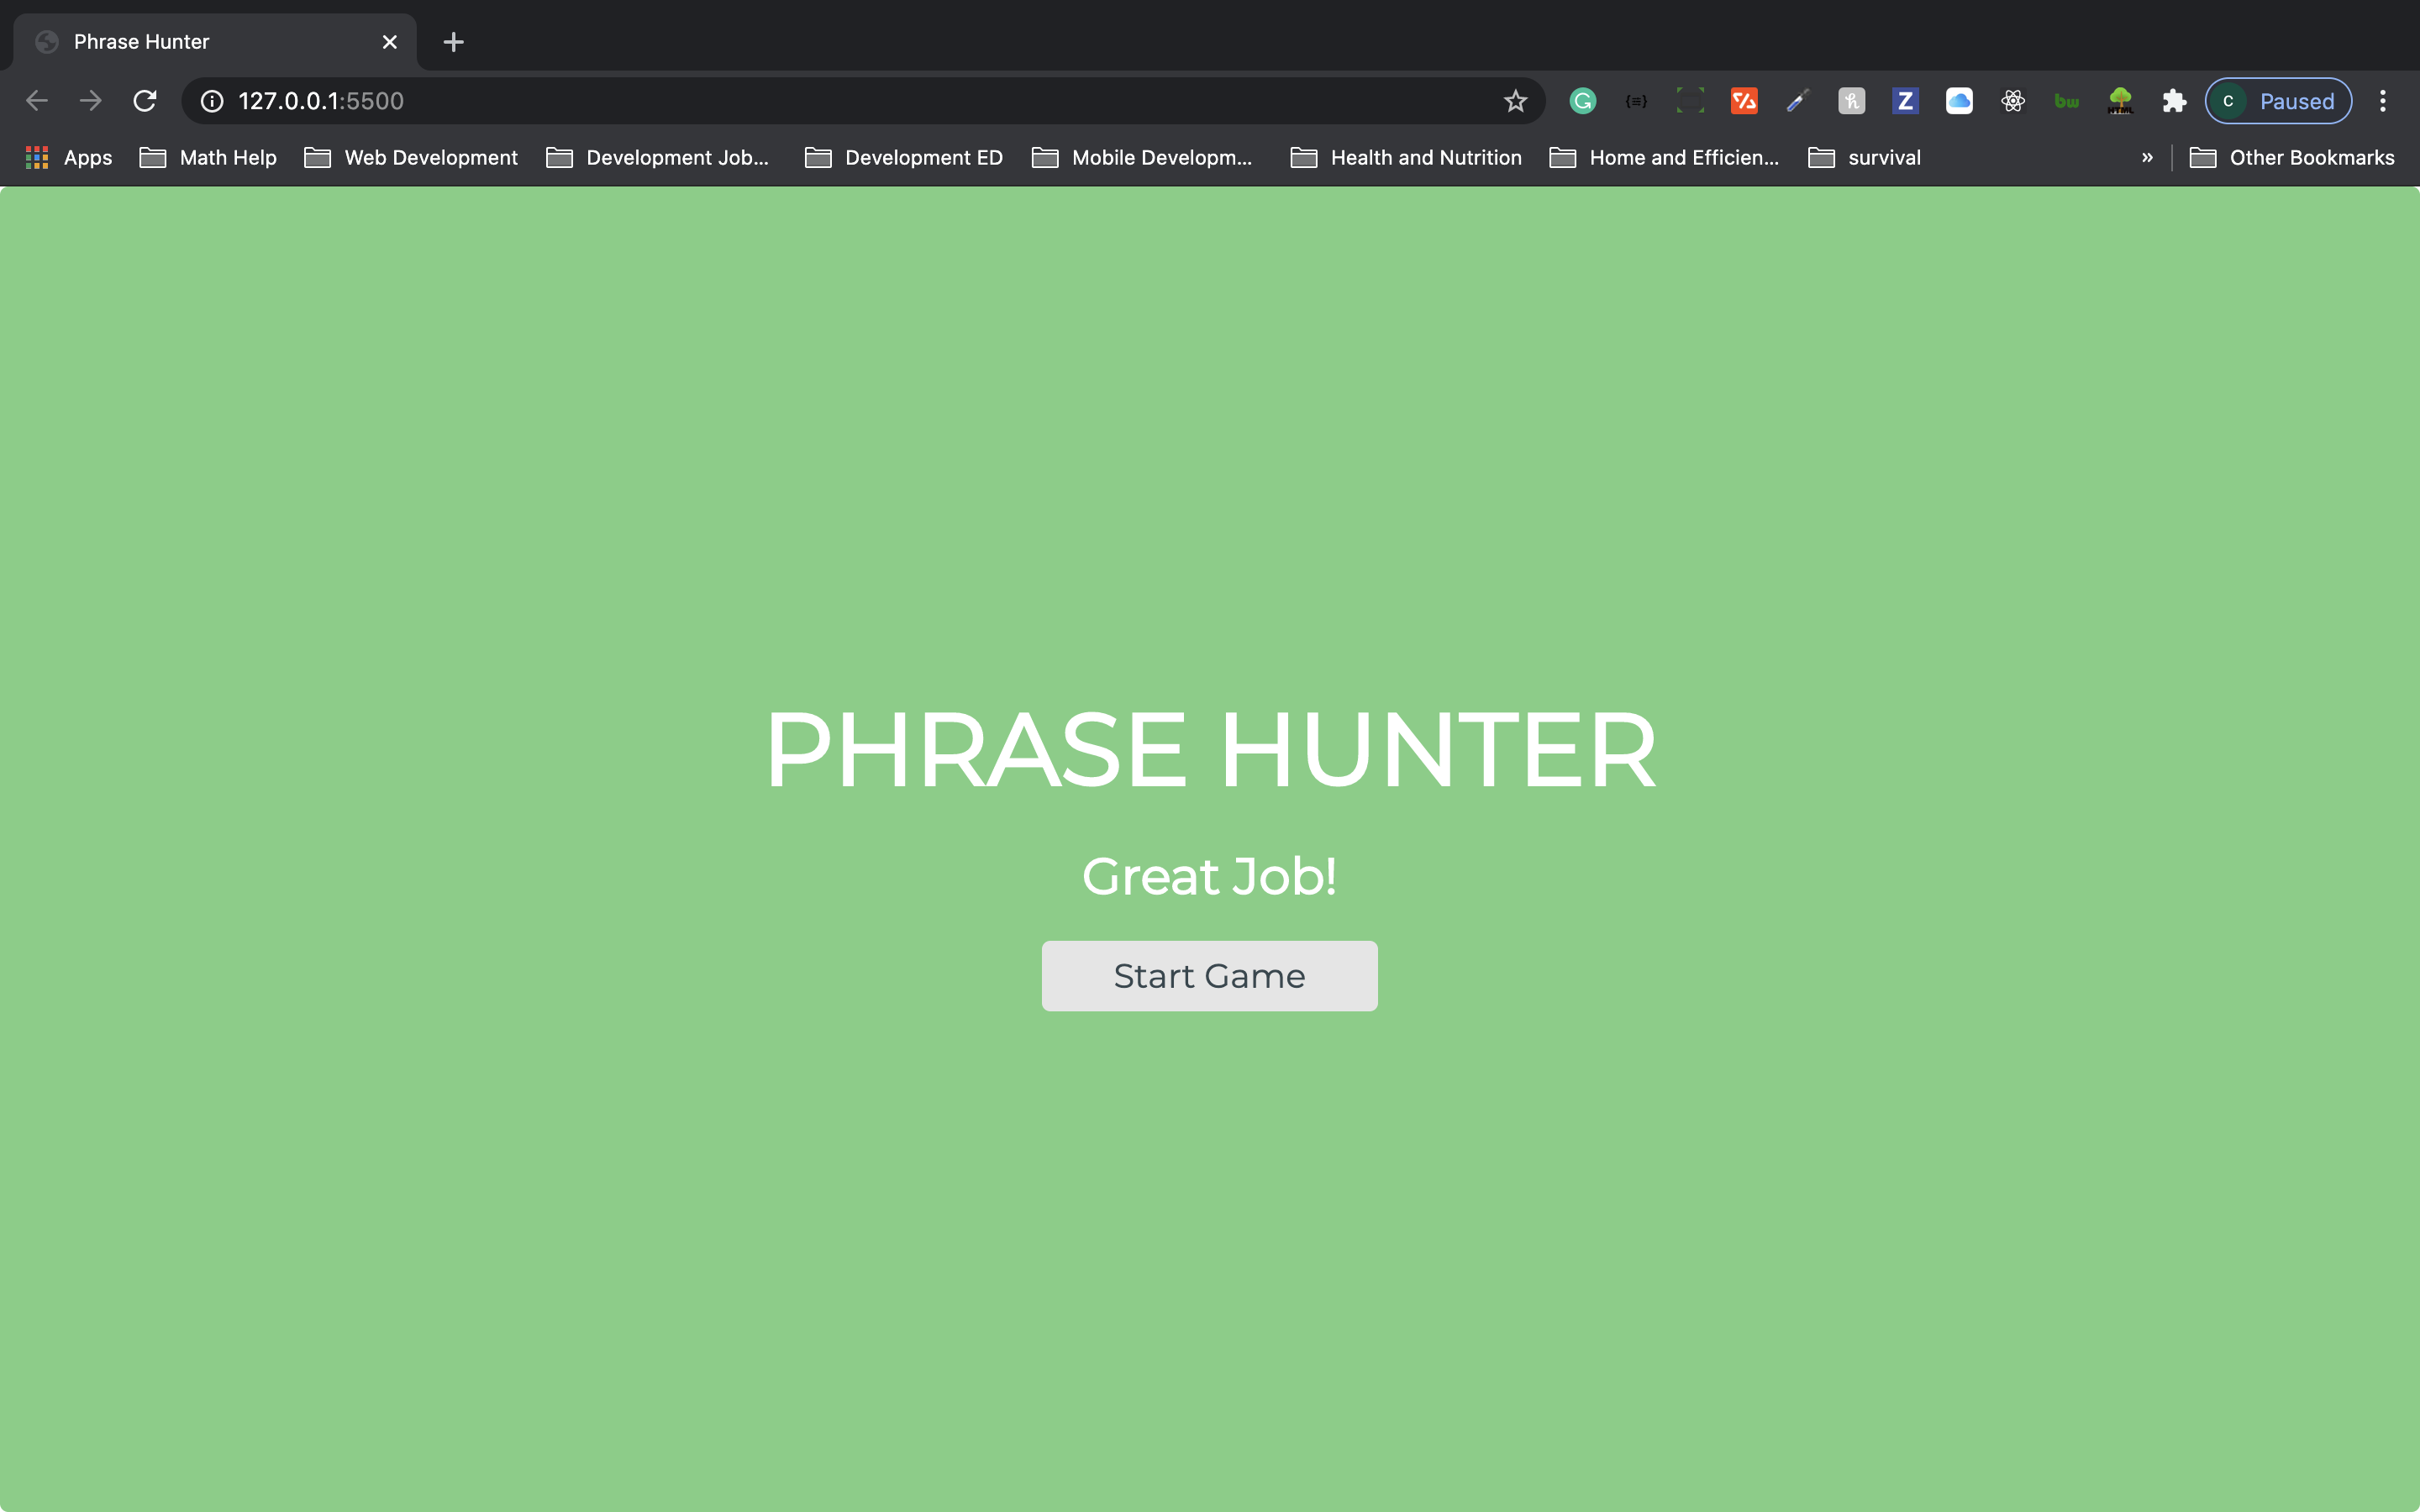 Phrase Hunter
127.0.0.1:5500
Paused
Apps Math Help Web Development Development Job... Development ED Mobile Developm... Health and Nutrition Home and Efficien... survival » Other Bookmarks
PHRASE HUNTER
Great Job!
Start Game